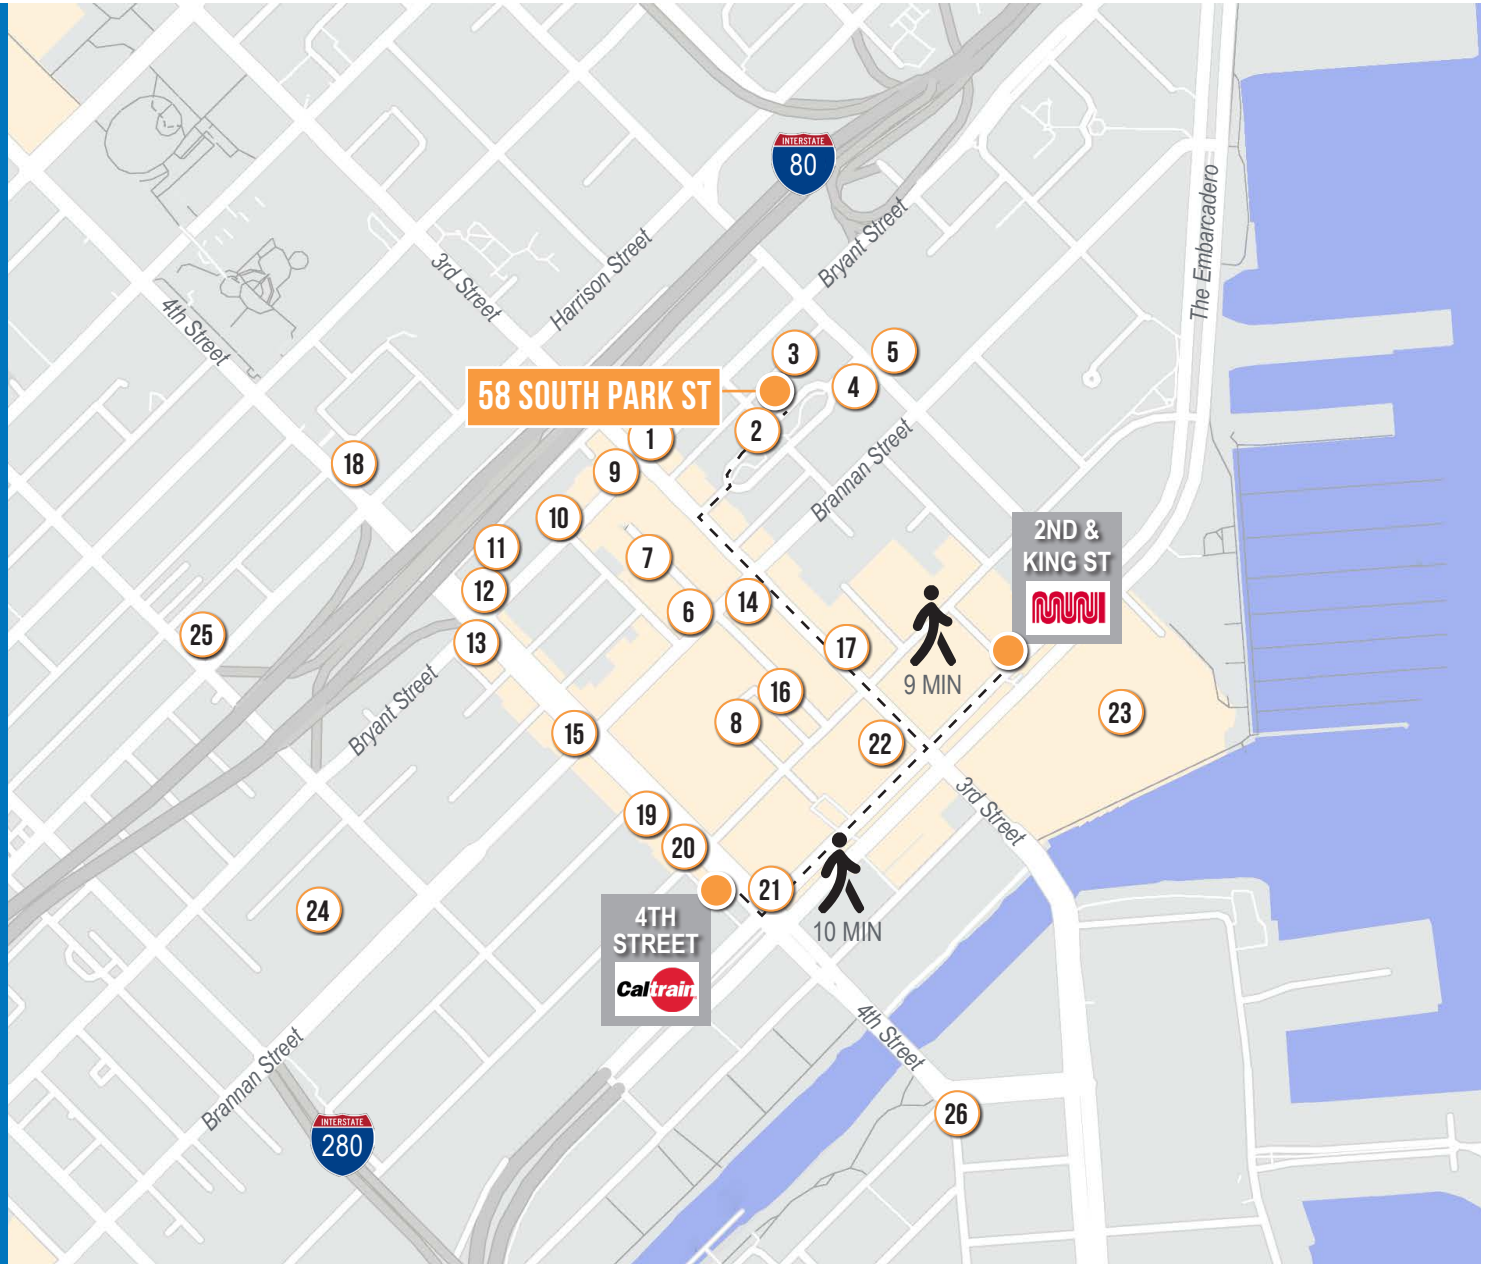 INTERSTATE
80
The Embarcadero
Bryant Street
Harrison Street
3rd Street
4th Street
3
5
58 SOUTH PARK ST
4
2
1
9
18
Brannan Street
10
2ND &
KING ST
MUNI
11
7
12
14
6
25
13
17
9 MIN
16
8
23
Bryant Street
15
22
3rd Street
19
20
21
10 MIN
24
4TH
STREET
Caltrain
4th Street
Brannan Street
26
INTERSTATE
280